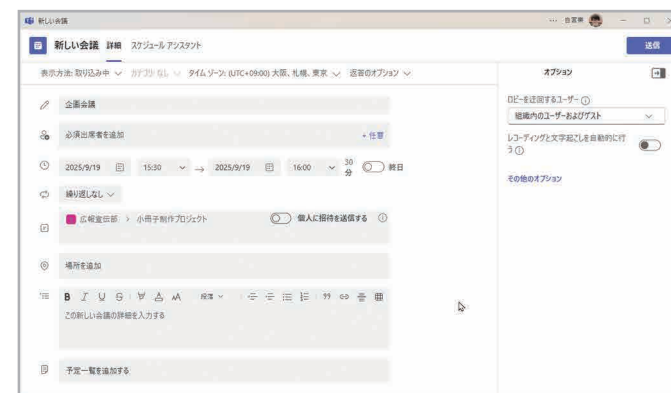 新しい会議
新しい会議 詳細 スケジュール アシスタント
送信
表示方法: 取り込み中 カテゴリ: なし タイム ゾーン: (UTC+09:00) 大阪、札幌、東京 返答のオプション
企画会議
必須出席者を追加 + 任意
2025/9/19 15:30 → 2025/9/19 16:00 30分 終日
繰り返しなし
広報宣伝部 > 小冊子制作プロジェクト 個人に招待を送信する
場所を追加
B I U S A AA 段落
この新しい会議の詳細を入力する
予定一覧を追加する
オプション
ロビーを迂回するユーザー
組織内のユーザーおよびゲスト
レコーディングと文字起こしを自動的に行
う
その他のオプション